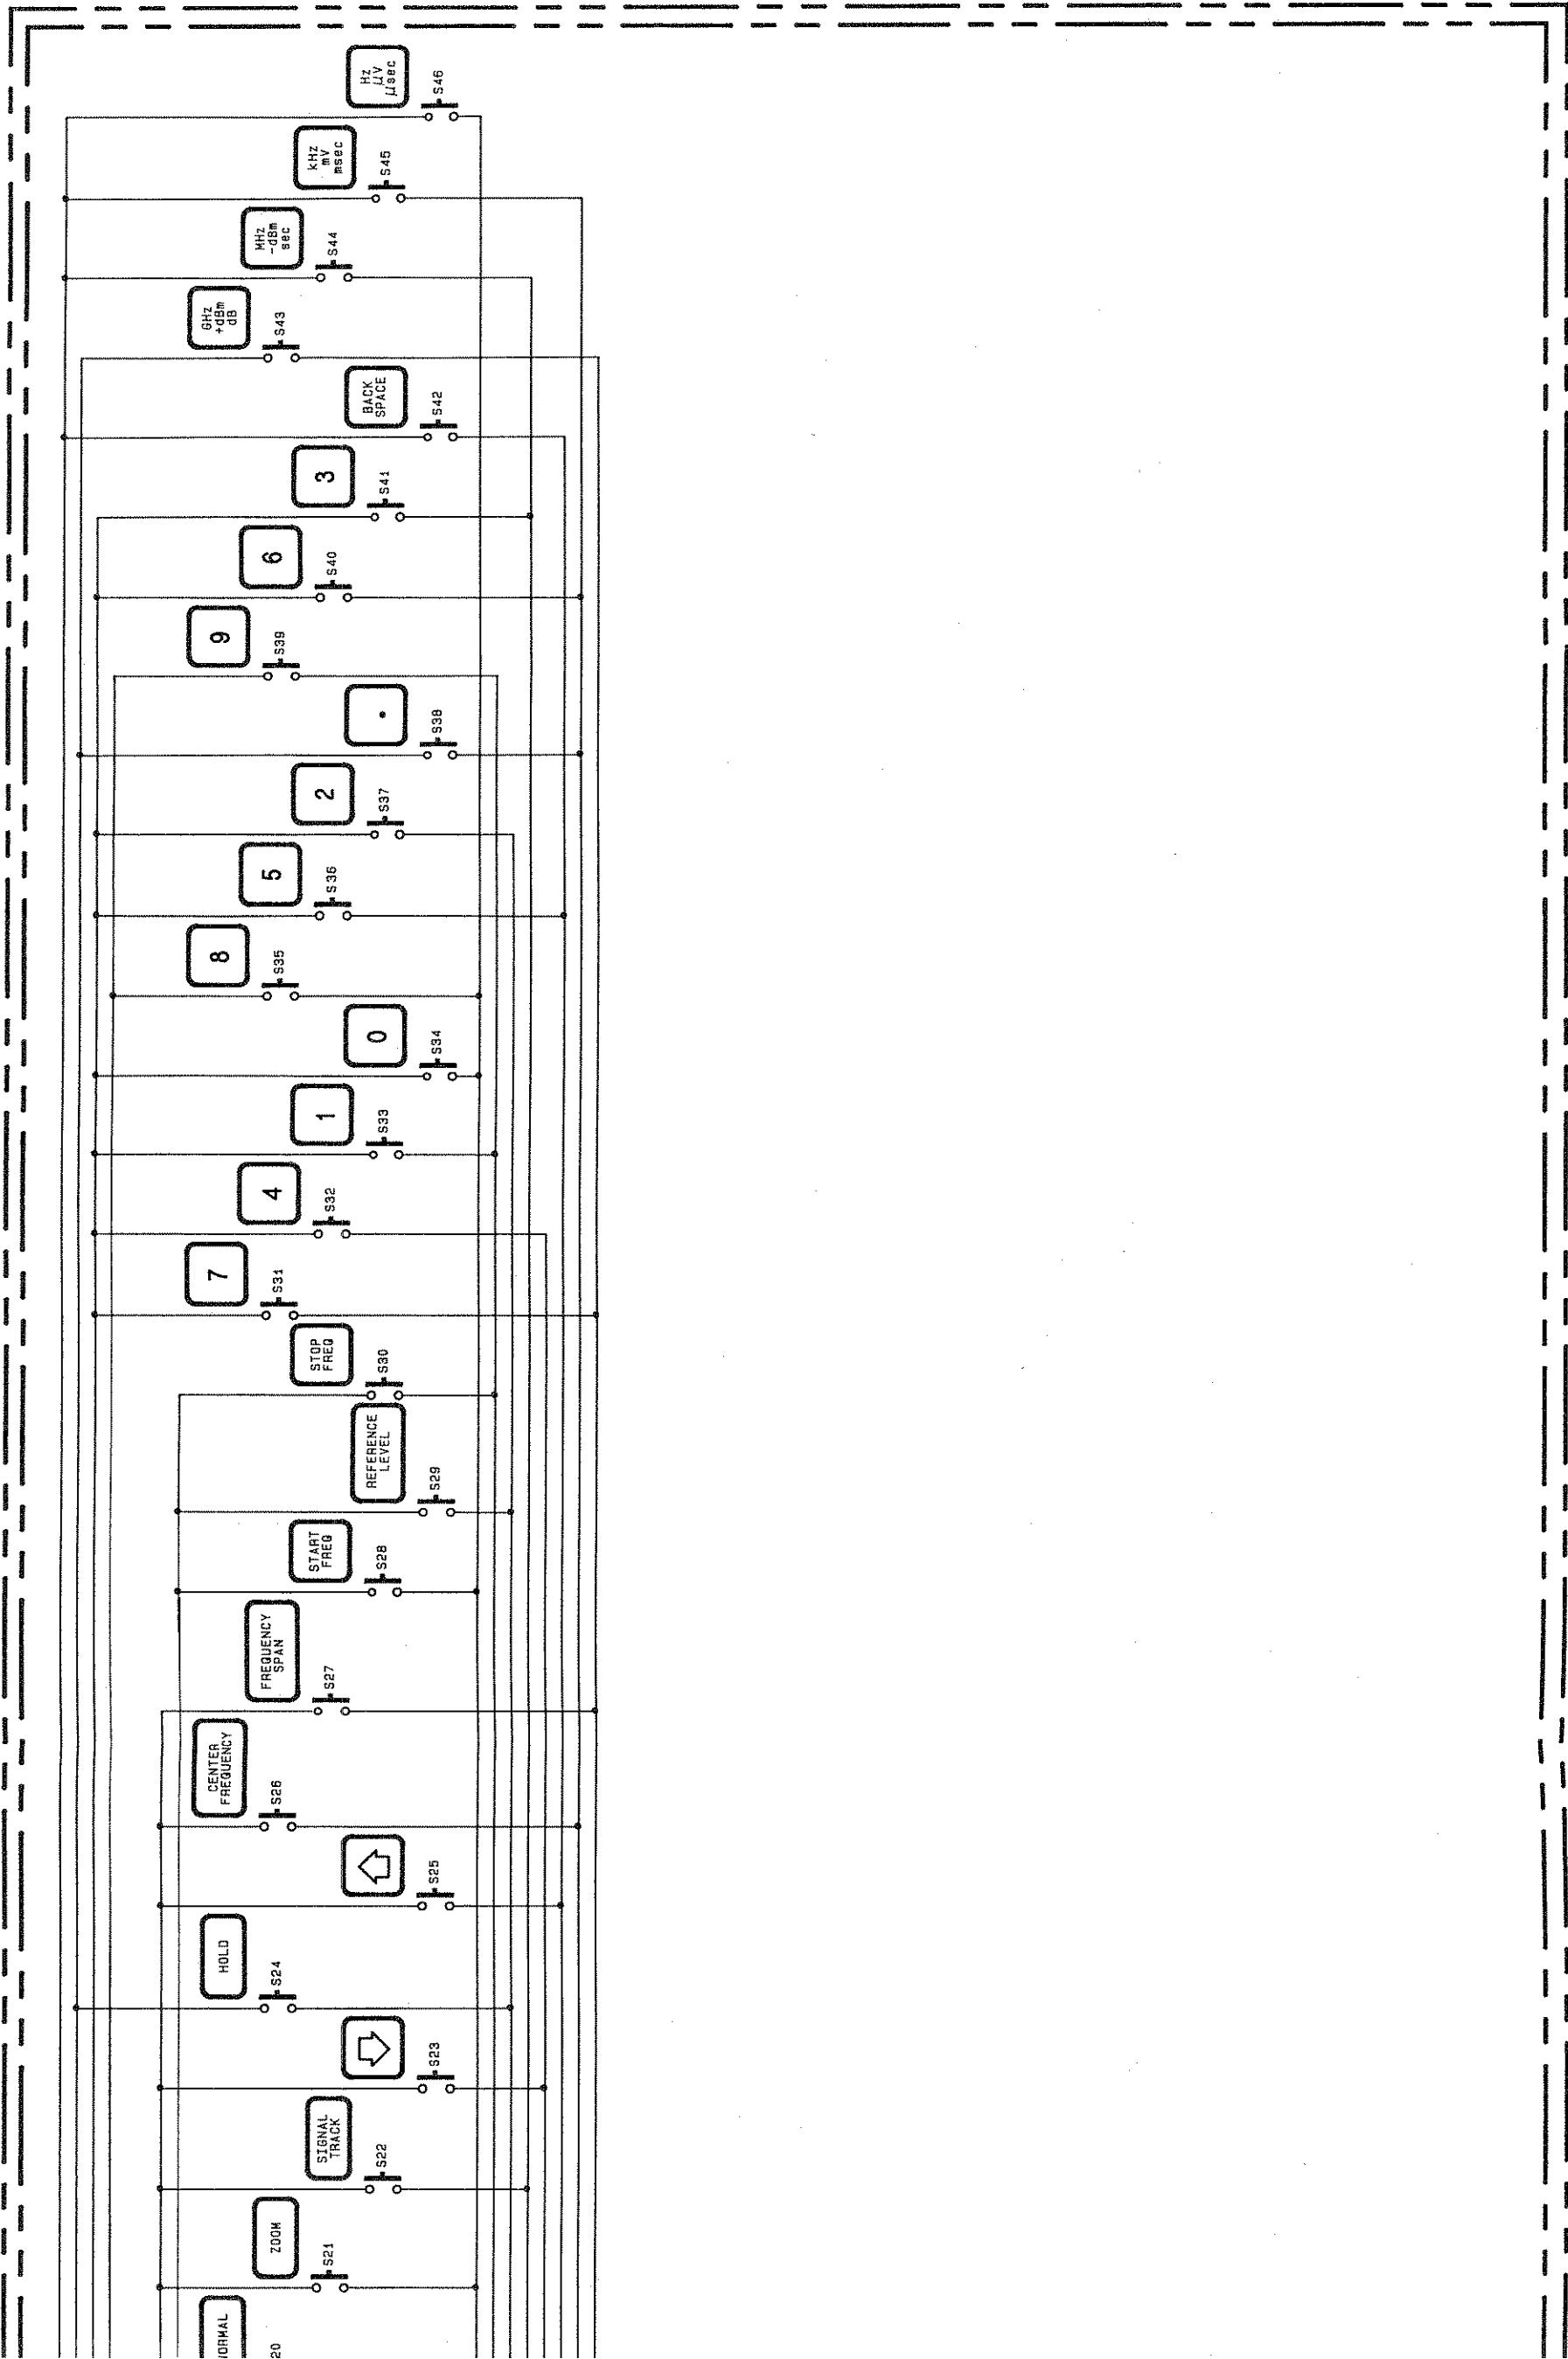 Hz
µV
µsec
S46
kHz
mV
msec
S45
MHz
-dBm
sec
S44
GHz
+dBm
dB
S43
BACK
SPACE
S42
3
S41
6
S40
9
S39
.
S38
2
S37
5
S36
8
S35
0
S34
1
S33
4
S32
7
S31
STOP
FREQ
S30
REFERENCE
LEVEL
S29
START
FREQ
S28
FREQUENCY
SPAN
S27
CENTER
FREQUENCY
S26
S25
HOLD
S24
S23
SIGNAL
TRACK
S22
ZOOM
S21
ORMAL
20